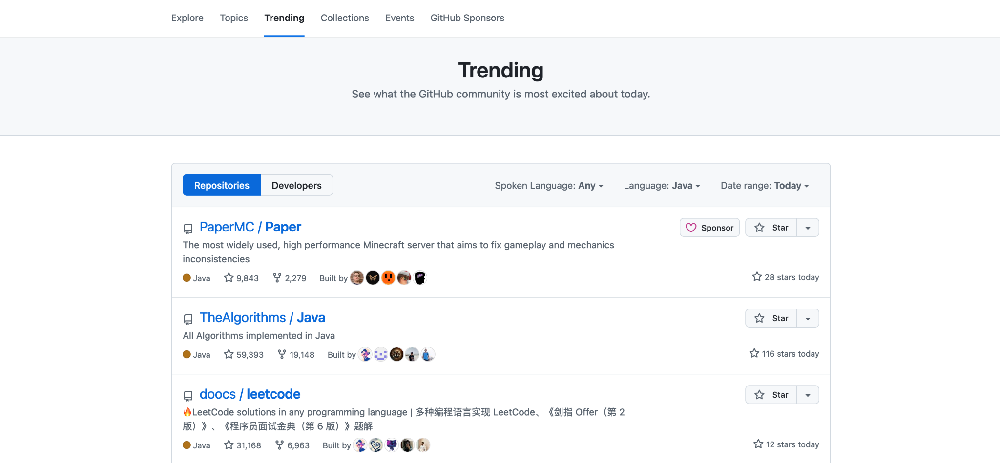 Explore Topics Trending Collections Events GitHub Sponsors
Trending
See what the GitHub community is most excited about today.
Repositories Developers Spoken Language: Any Language: Java Date range: Today
PaperMC / Paper Sponsor Star
The most widely used, high performance Minecraft server that aims to fix gameplay and mechanics
inconsistencies
Java 9,843 2,279 Built by 28 stars today
TheAlgorithms / Java Star
All Algorithms implemented in Java
Java 59,393 19,148 Built by 116 stars today
doocs / leetcode Star
🔥LeetCode solutions in any programming language | 多种编程语言实现 LeetCode、《剑指 Offer（第 2
版）》、《程序员面试金典（第 6 版）》题解
Java 31,168 6,963 Built by 12 stars today